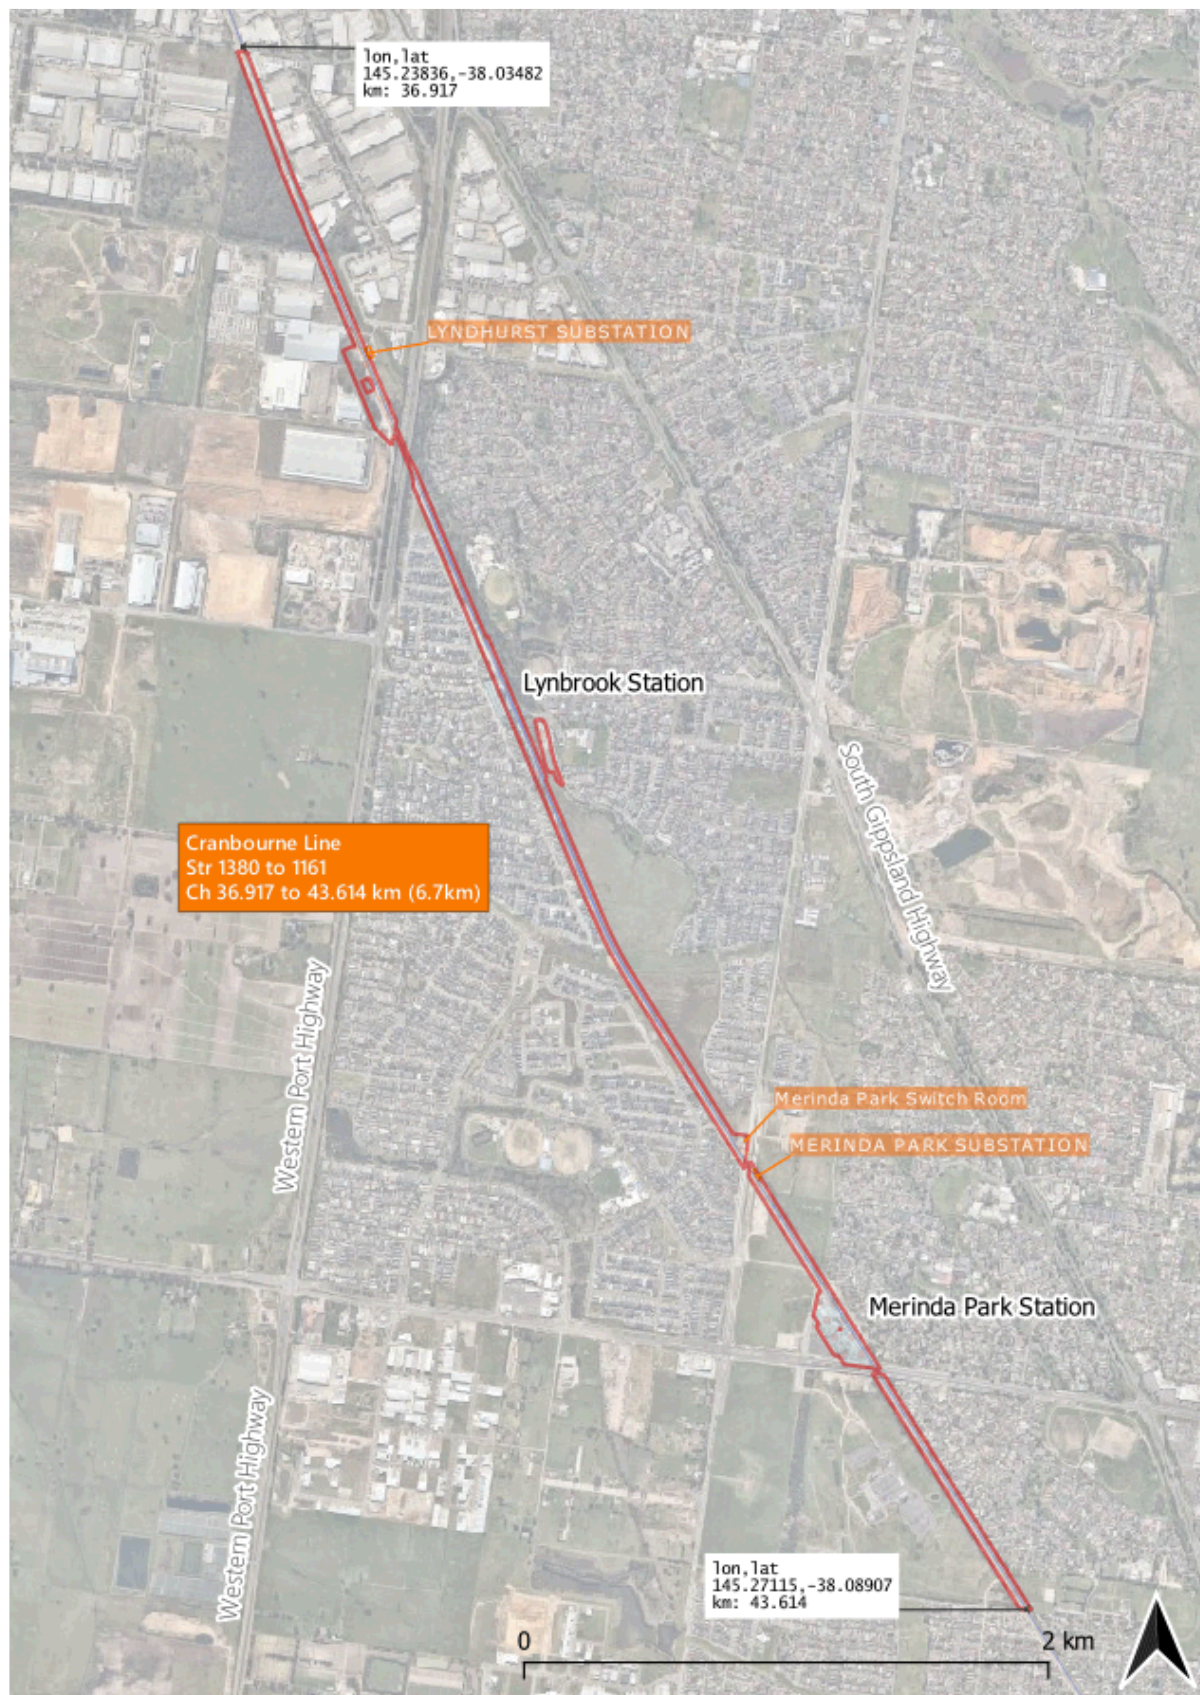 lon,lat
145.23836,-38.03482
km: 36.917
LYNDHURST SUBSTATION
Lynbrook Station
South Gippsland Highway
Cranbourne Line
Str 1380 to 1161
Ch 36.917 to 43.614 km (6.7km)
Western Port Highway
Merinda Park Switch Room
MERINDA PARK SUBSTATION
Merinda Park Station
Western Port Highway
lon,lat
145.27115,-38.08907
km: 43.614
0
2 km